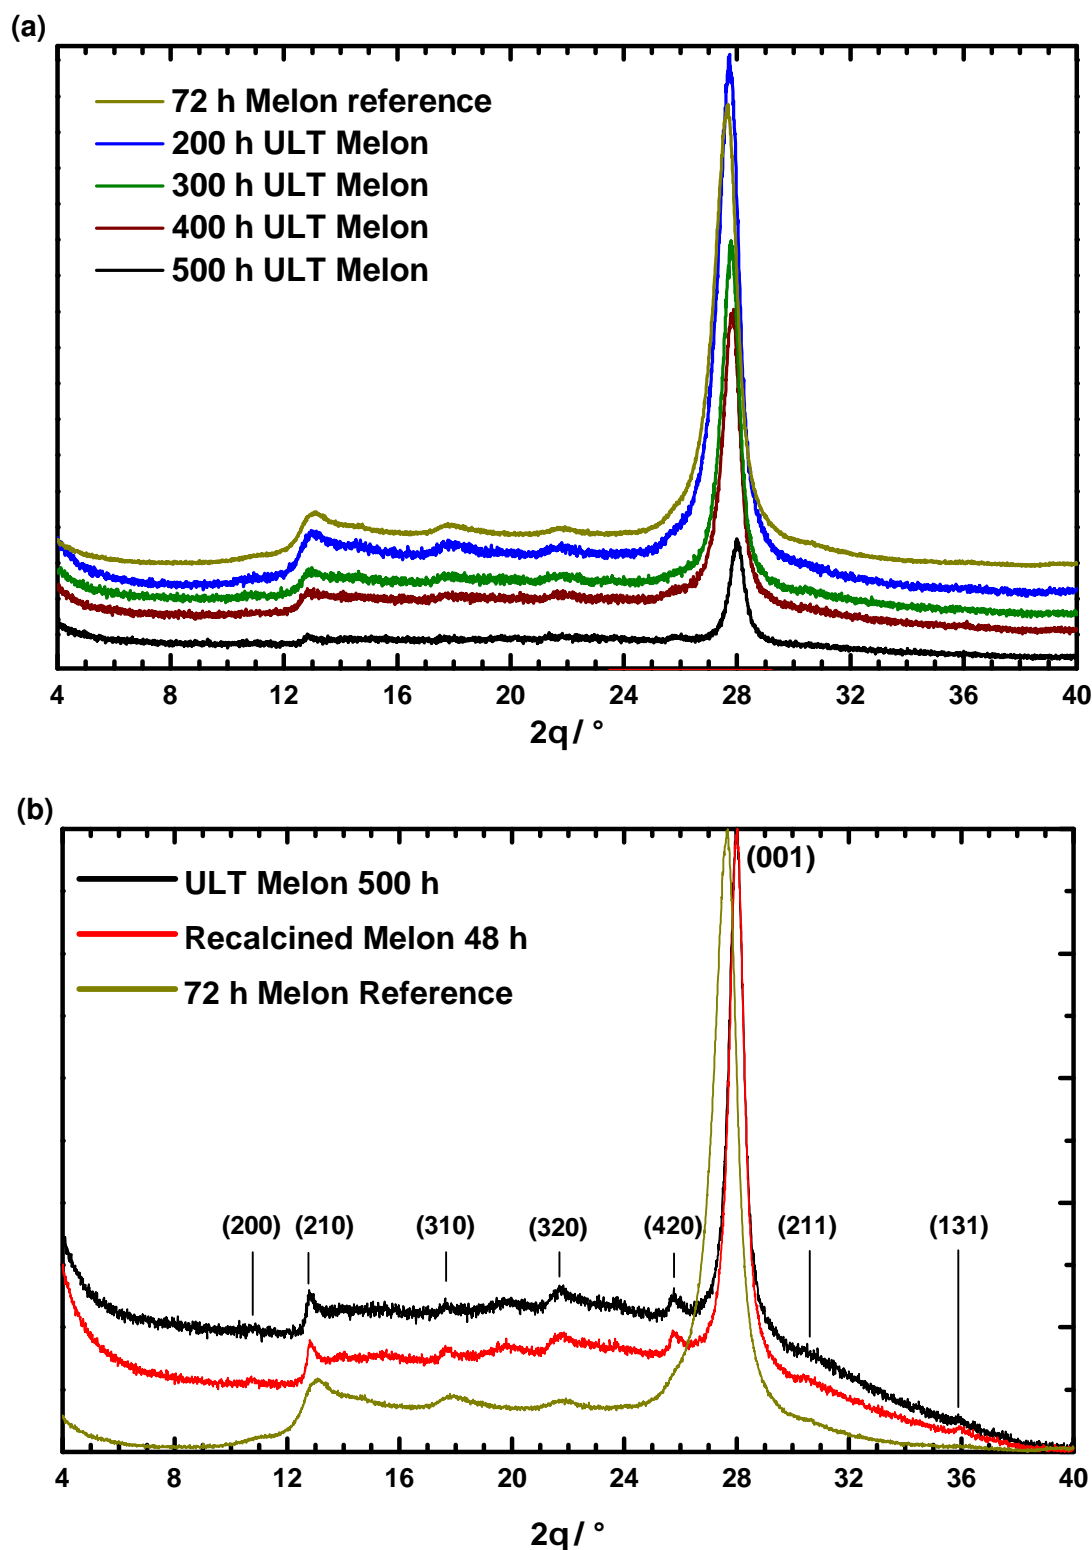 (a)
72 h Melon reference
200 h ULT Melon
300 h ULT Melon
400 h ULT Melon
500 h ULT Melon
4 8 12 16 20 24 28 32 36 40
2q/ °
(b)
(001)
ULT Melon 500 h
Recalcined Melon 48 h
72 h Melon Reference
(200) (210) (310) (320) (420) (211) (131)
4 8 12 16 20 24 28 32 36 40
2q/ °